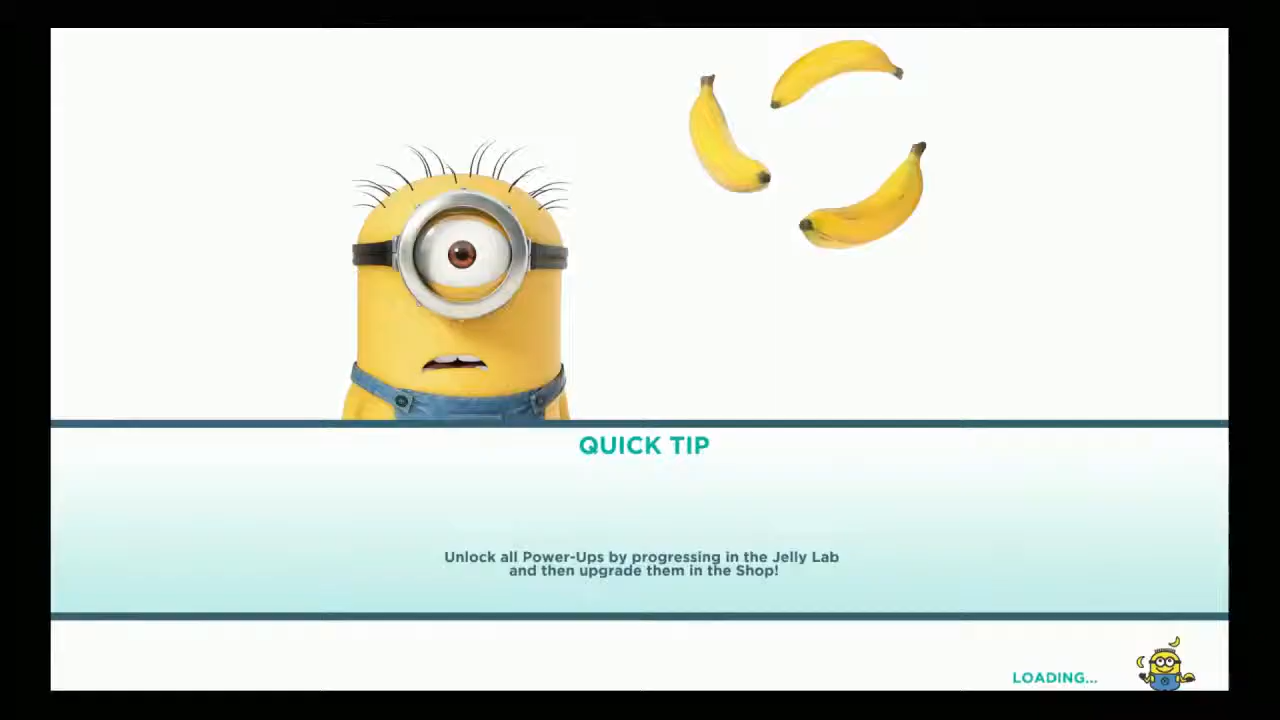 QUICK TIP
Unlock all Power-Ups by progressing in the Jelly Lab
and then upgrade them in the Shop!
LOADING...